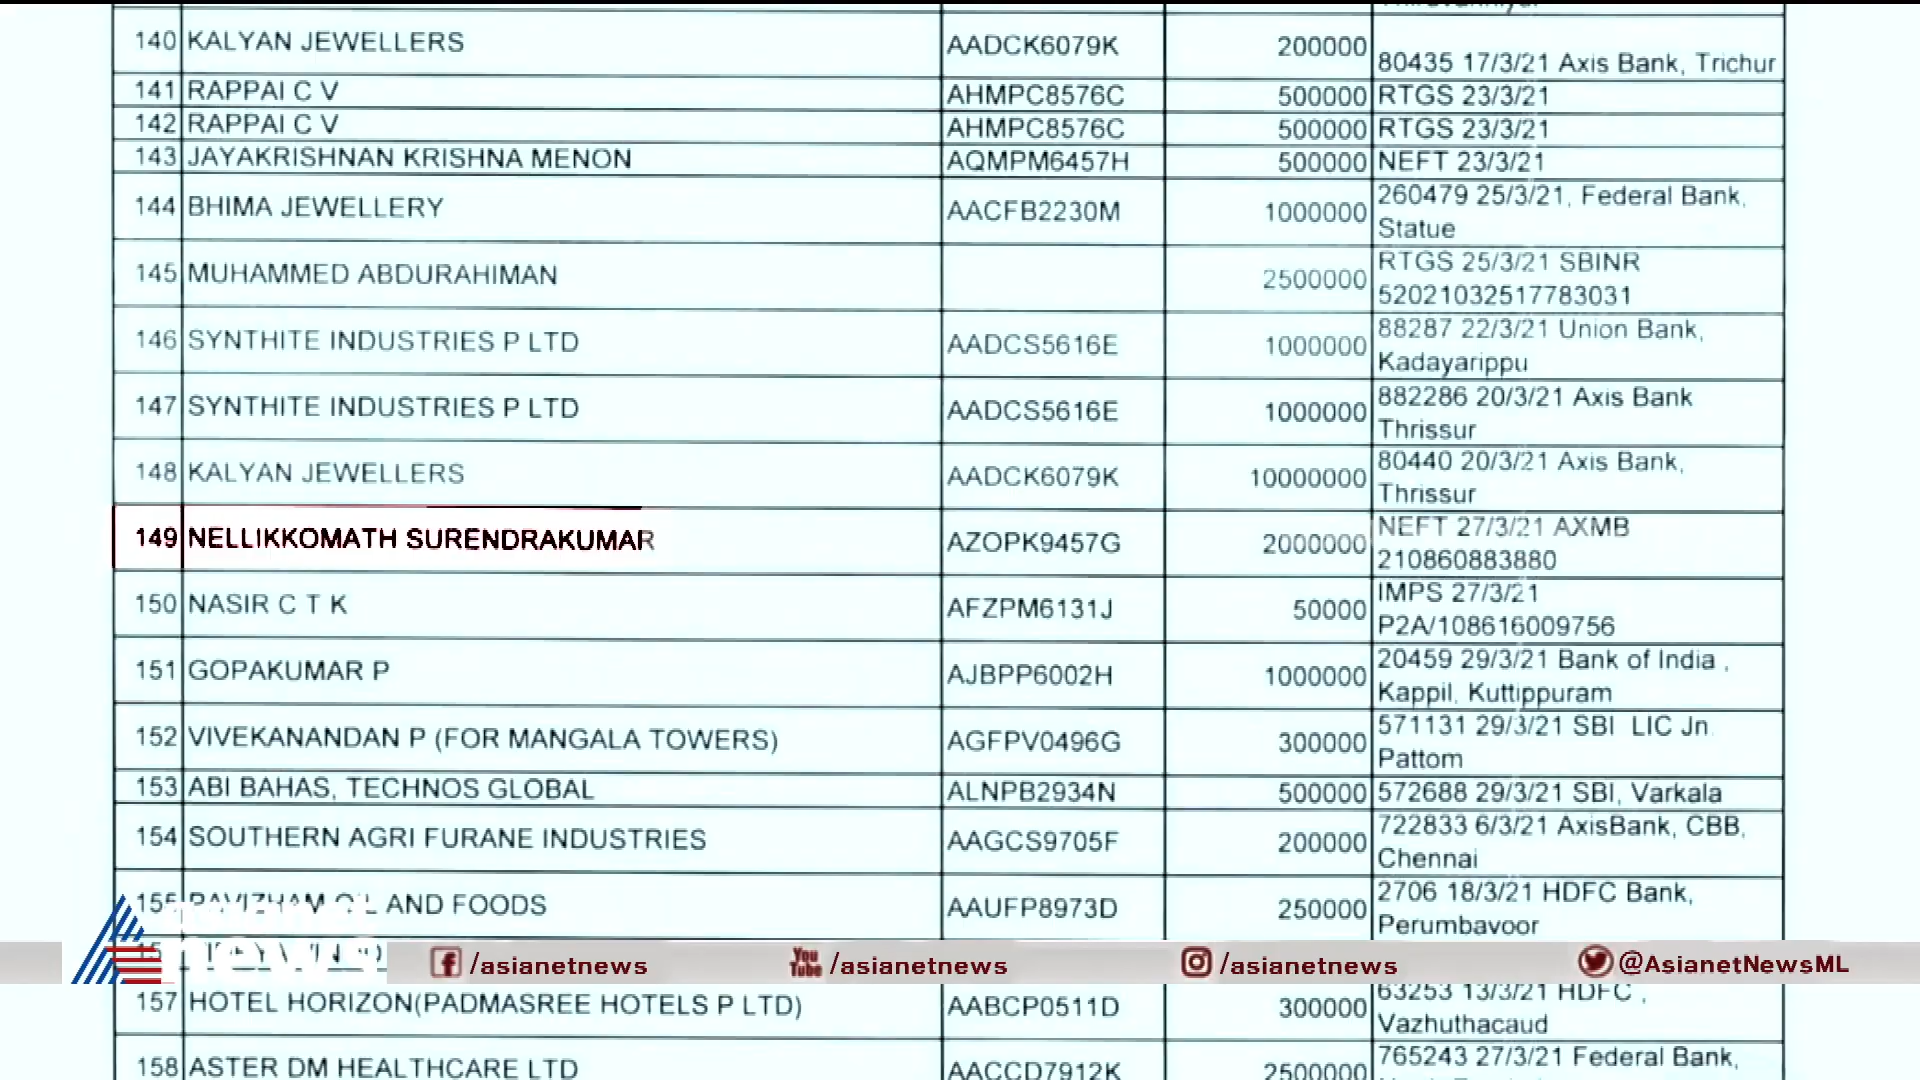 140 KALYAN JEWELLERS AADCK6079K 200000 80435 17/3/21 Axis Bank, Trichur
141 RAPPAI C V AHMPC8576C 500000 RTGS 23/3/21
142 RAPPAI C V AHMPC8576C 500000 RTGS 23/3/21
143 JAYAKRISHNAN KRISHNA MENON AQMPM6457H 500000 NEFT 23/3/21
144 BHIMA JEWELLERY AACFB2230M 1000000 260479 25/3/21, Federal Bank,
Statue
145 MUHAMMED ABDURAHIMAN 2500000 RTGS 25/3/21 SBINR
52021032517783031
146 SYNTHITE INDUSTRIES P LTD AADCS5616E 1000000 88287 22/3/21 Union Bank,
Kadayarippu
147 SYNTHITE INDUSTRIES P LTD AADCS5616E 1000000 882286 20/3/21 Axis Bank
Thrissur
148 KALYAN JEWELLERS AADCK6079K 10000000 80440 20/3/21 Axis Bank,
Thrissur
149 NELLIKKOMATH SURENDRAKUMAR AZOPK9457G 2000000 NEFT 27/3/21 AXMB
210860883880
150 NASIR C T K AFZPM6131J 50000 IMPS 27/3/21
P2A/108616009756
151 GOPAKUMAR P AJBPP6002H 1000000 20459 29/3/21 Bank of India ,
Kappil, Kuttippuram
152 VIVEKANANDAN P (FOR MANGALA TOWERS) AGFPV0496G 300000 571131 29/3/21 SBI LIC Jn
Pattom
153 ABI BAHAS, TECHNOS GLOBAL ALNPB2934N 500000 572688 29/3/21 SBI, Varkala
154 SOUTHERN AGRI FURANE INDUSTRIES AAGCS9705F 200000 722833 6/3/21 AxisBank, CBB,
Chennai
155 PAVIZHAM OIL AND FOODS AAUFP8973D 250000 2706 18/3/21 HDFC Bank,
Perumbavoor
news
/asianetnews /asianetnews /asianetnews @AsianetNewsML
157 HOTEL HORIZON(PADMASREE HOTELS P LTD) AABCP0511D 300000 63253 13/3/21 HDFC ,
Vazhuthacaud
158 ASTER DM HEALTHCARE LTD AACCD7912K 2500000 765243 27/3/21 Federal Bank,